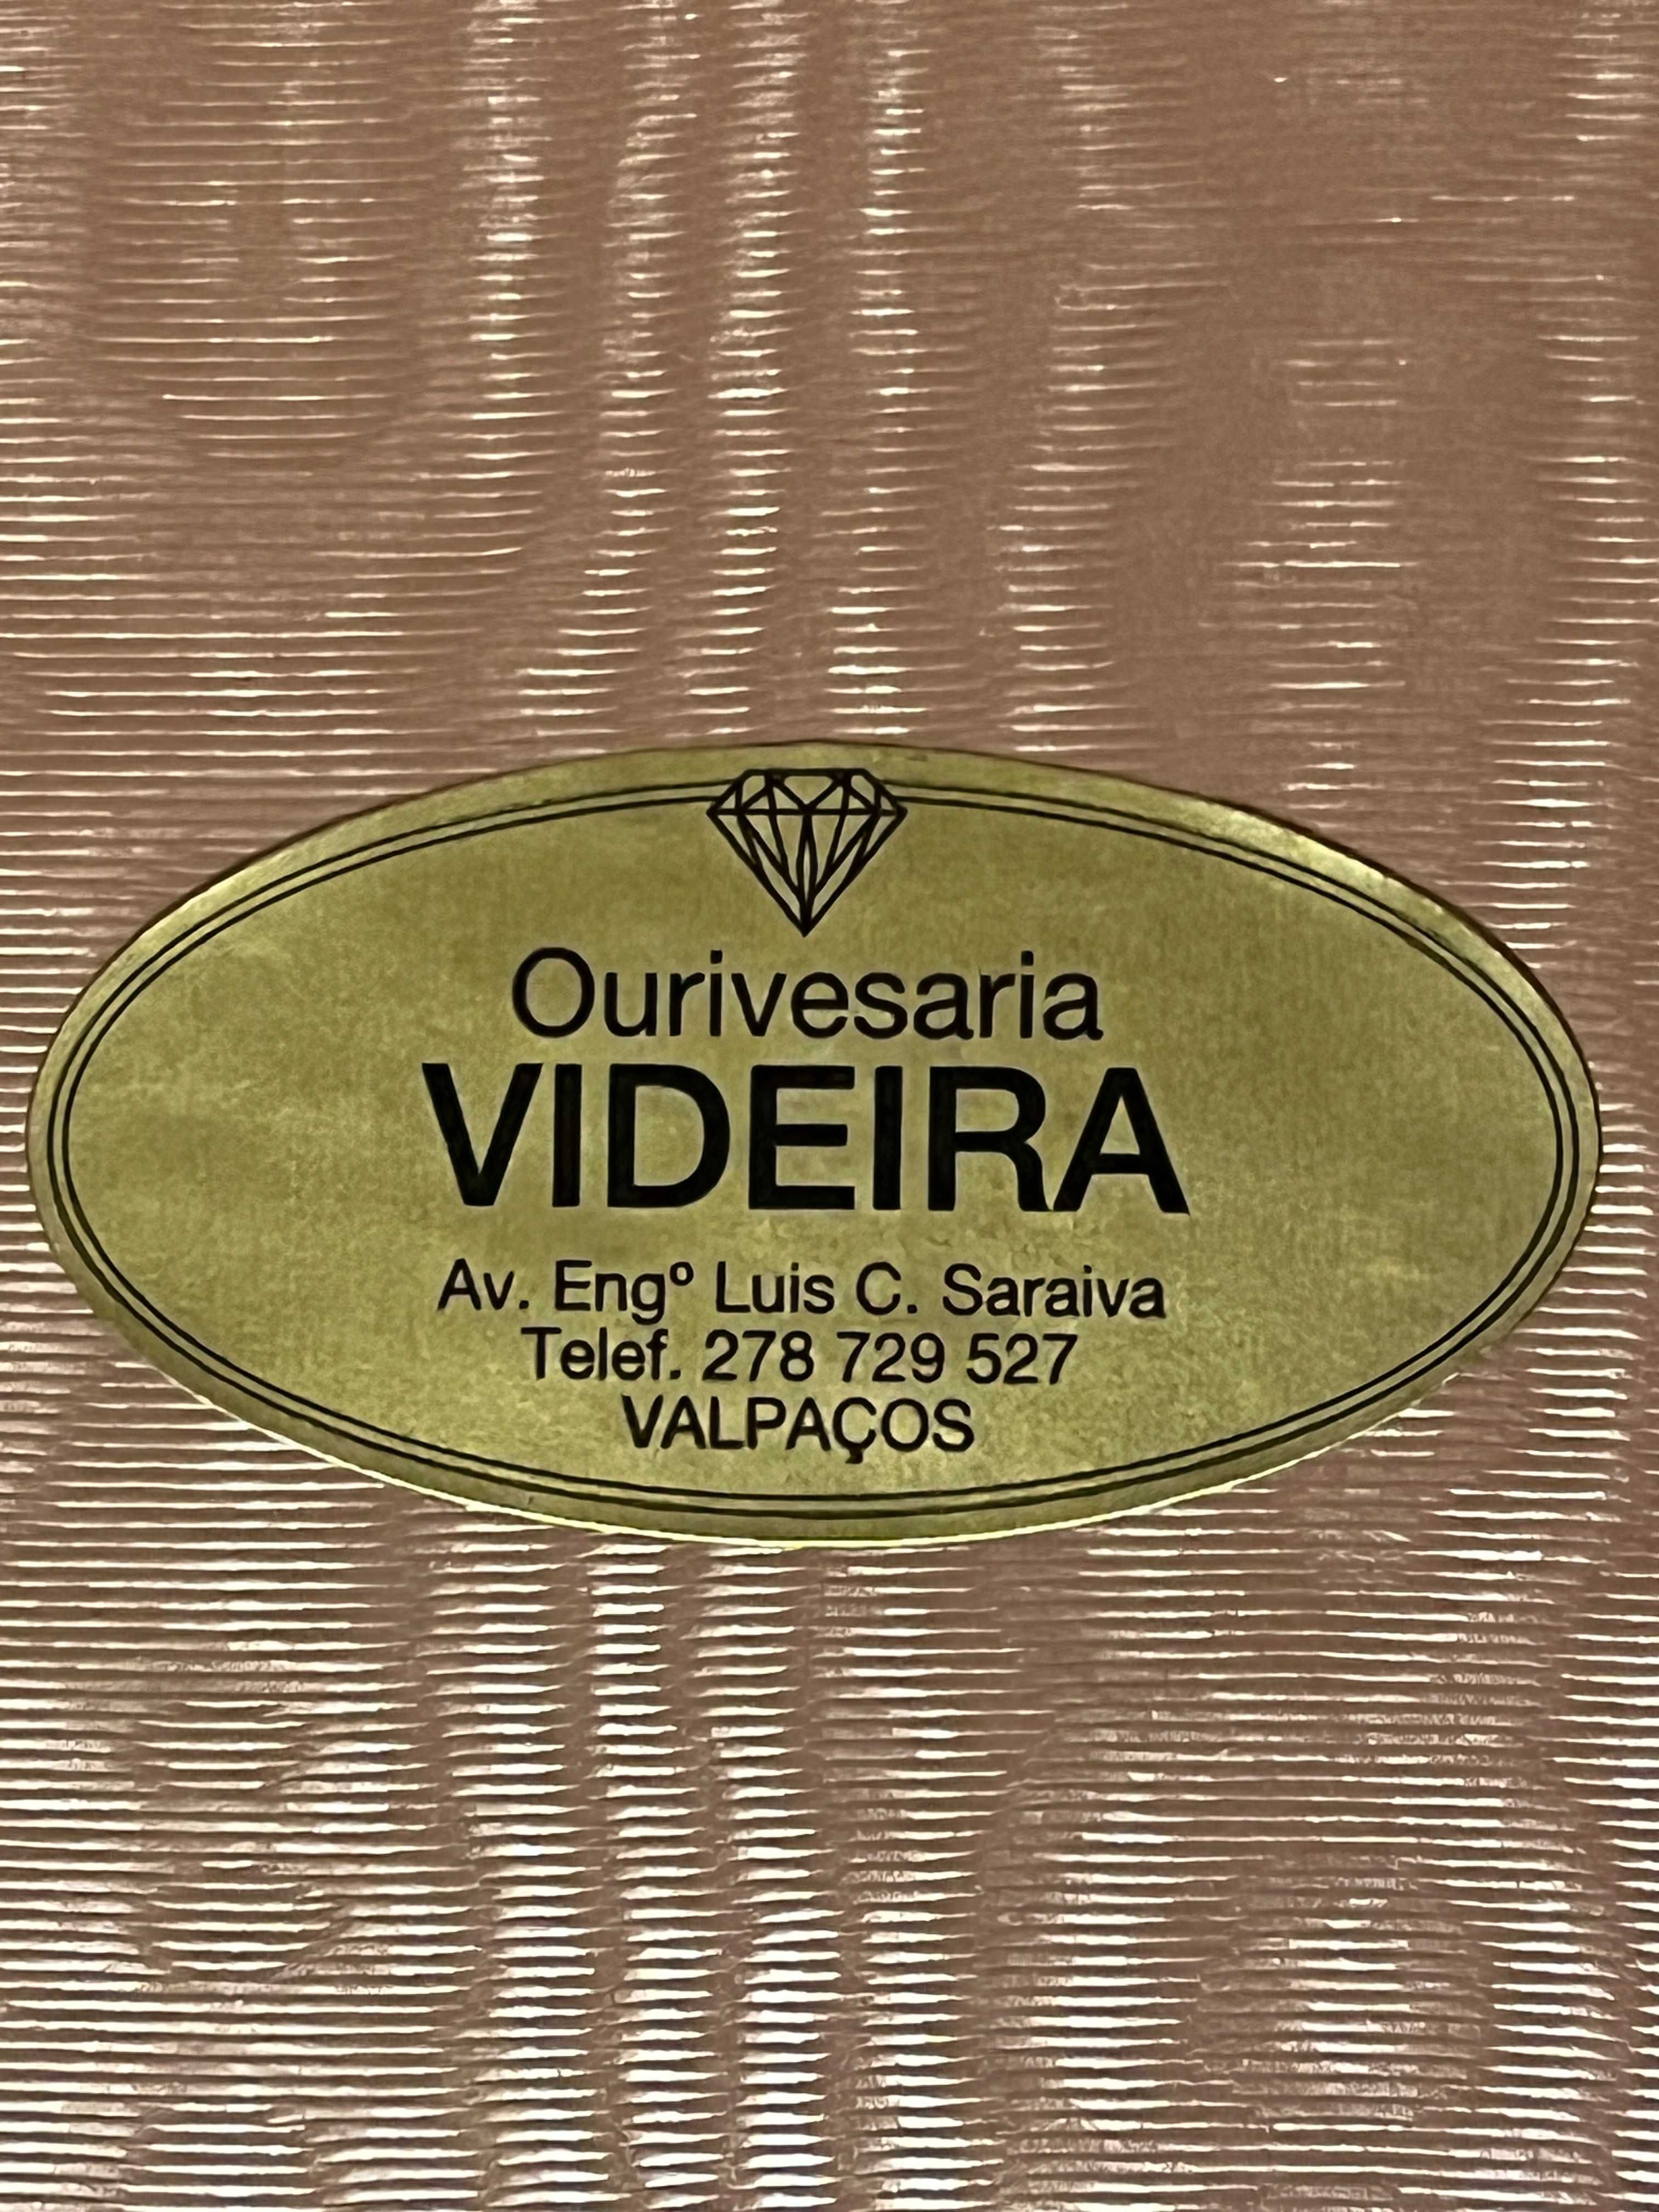 Ourivesaria
VIDEIRA
Av. Engº Luis C. Saraiva
Telef. 278 729 527
VALPAÇOS